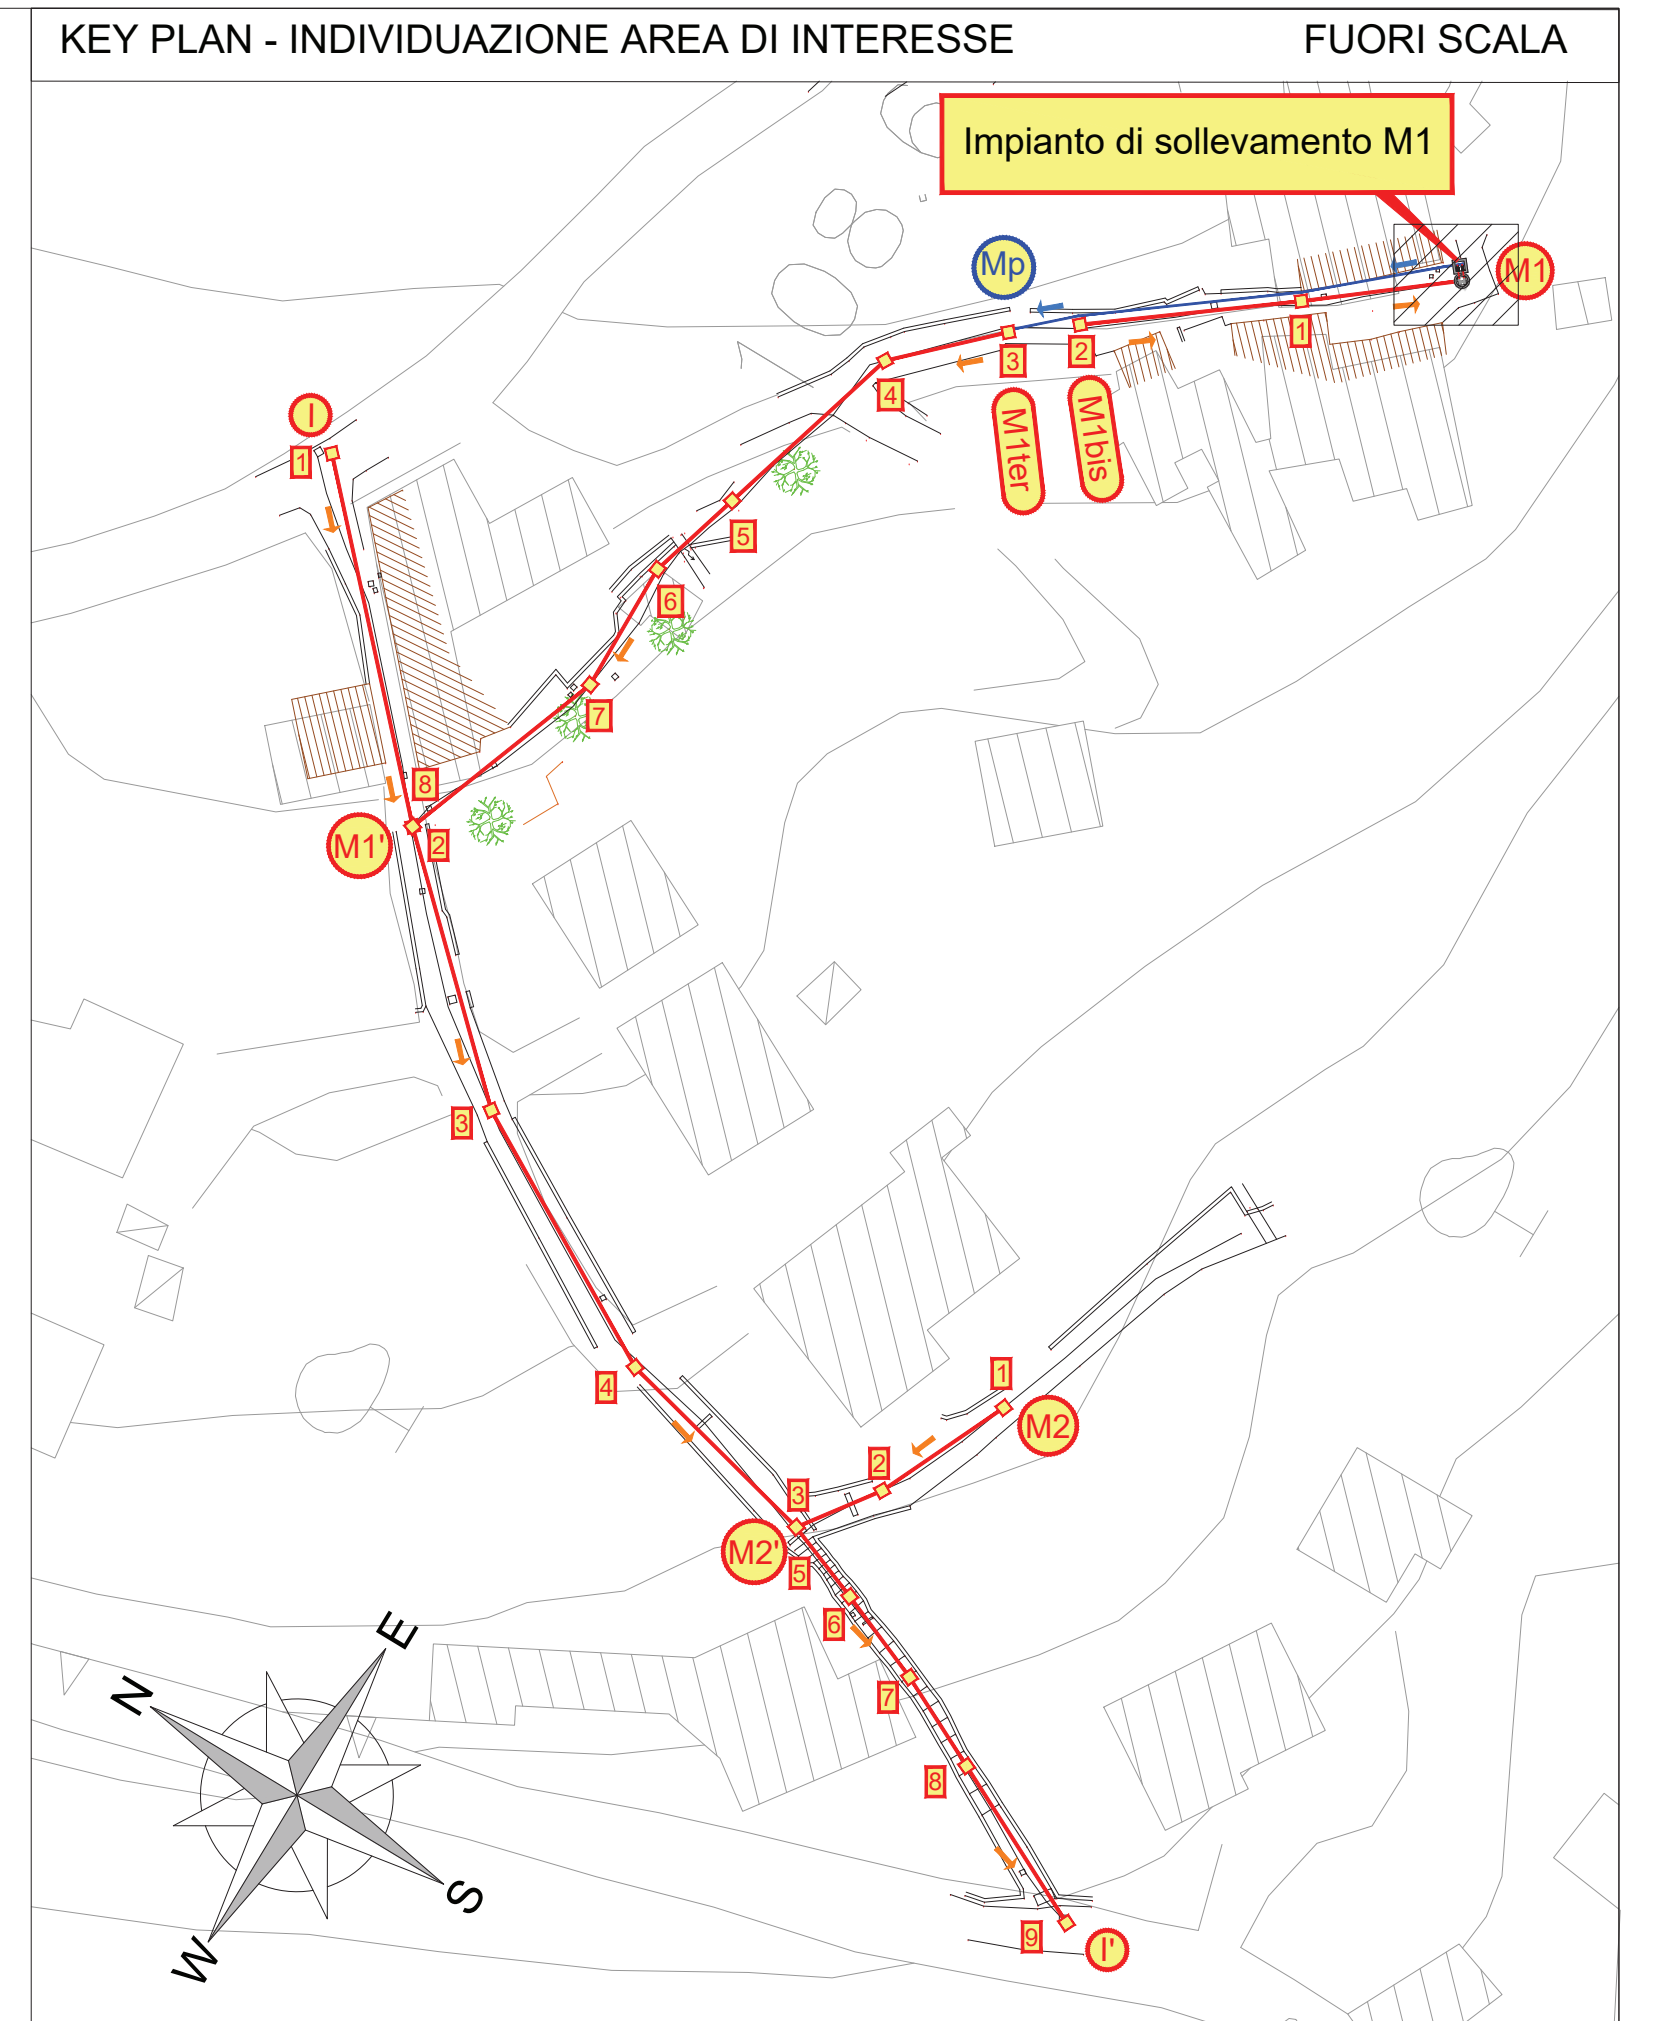 KEY PLAN - INDIVIDUAZIONE AREA DI INTERESSE FUORI SCALA
Impianto di sollevamento M1
Mp
M1
1
2
3
4
M1ter
M1bis
I
1
5
6
7
8
M1'
2
3
4
1
M2
2
3
M2'
5
6
7
8
9
I'
N
E
S
W